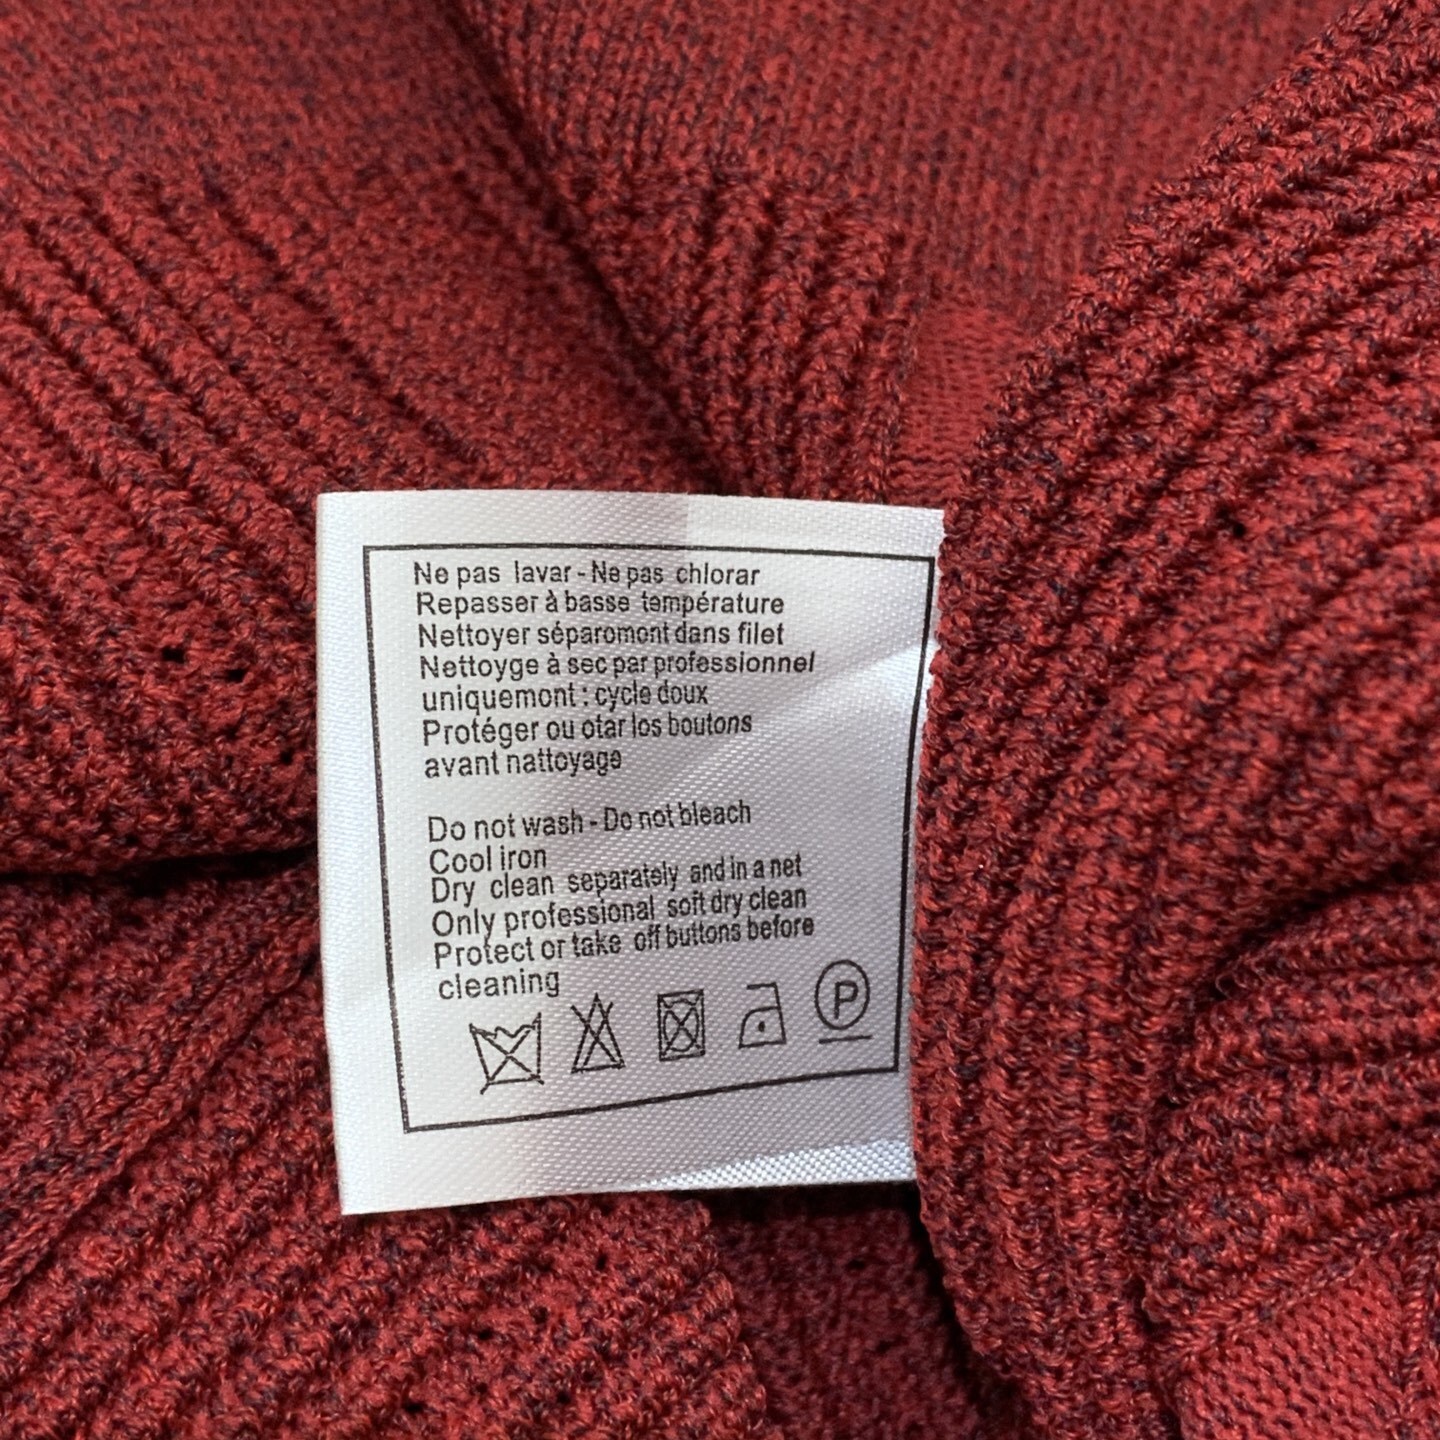 Ne pas lavar - Ne pas chlorar
Repasser à basse température
Nettoyer séparomont dans filet
Nettoyge à sec par professionnel
uniquemont : cycle doux
Protéger ou otar los boutons
avant nattoyage
Do not wash - Do not bleach
Cool iron
Dry clean separately and in a net
Only professional soft dry clean
Protect or take off buttons before
cleaning
P